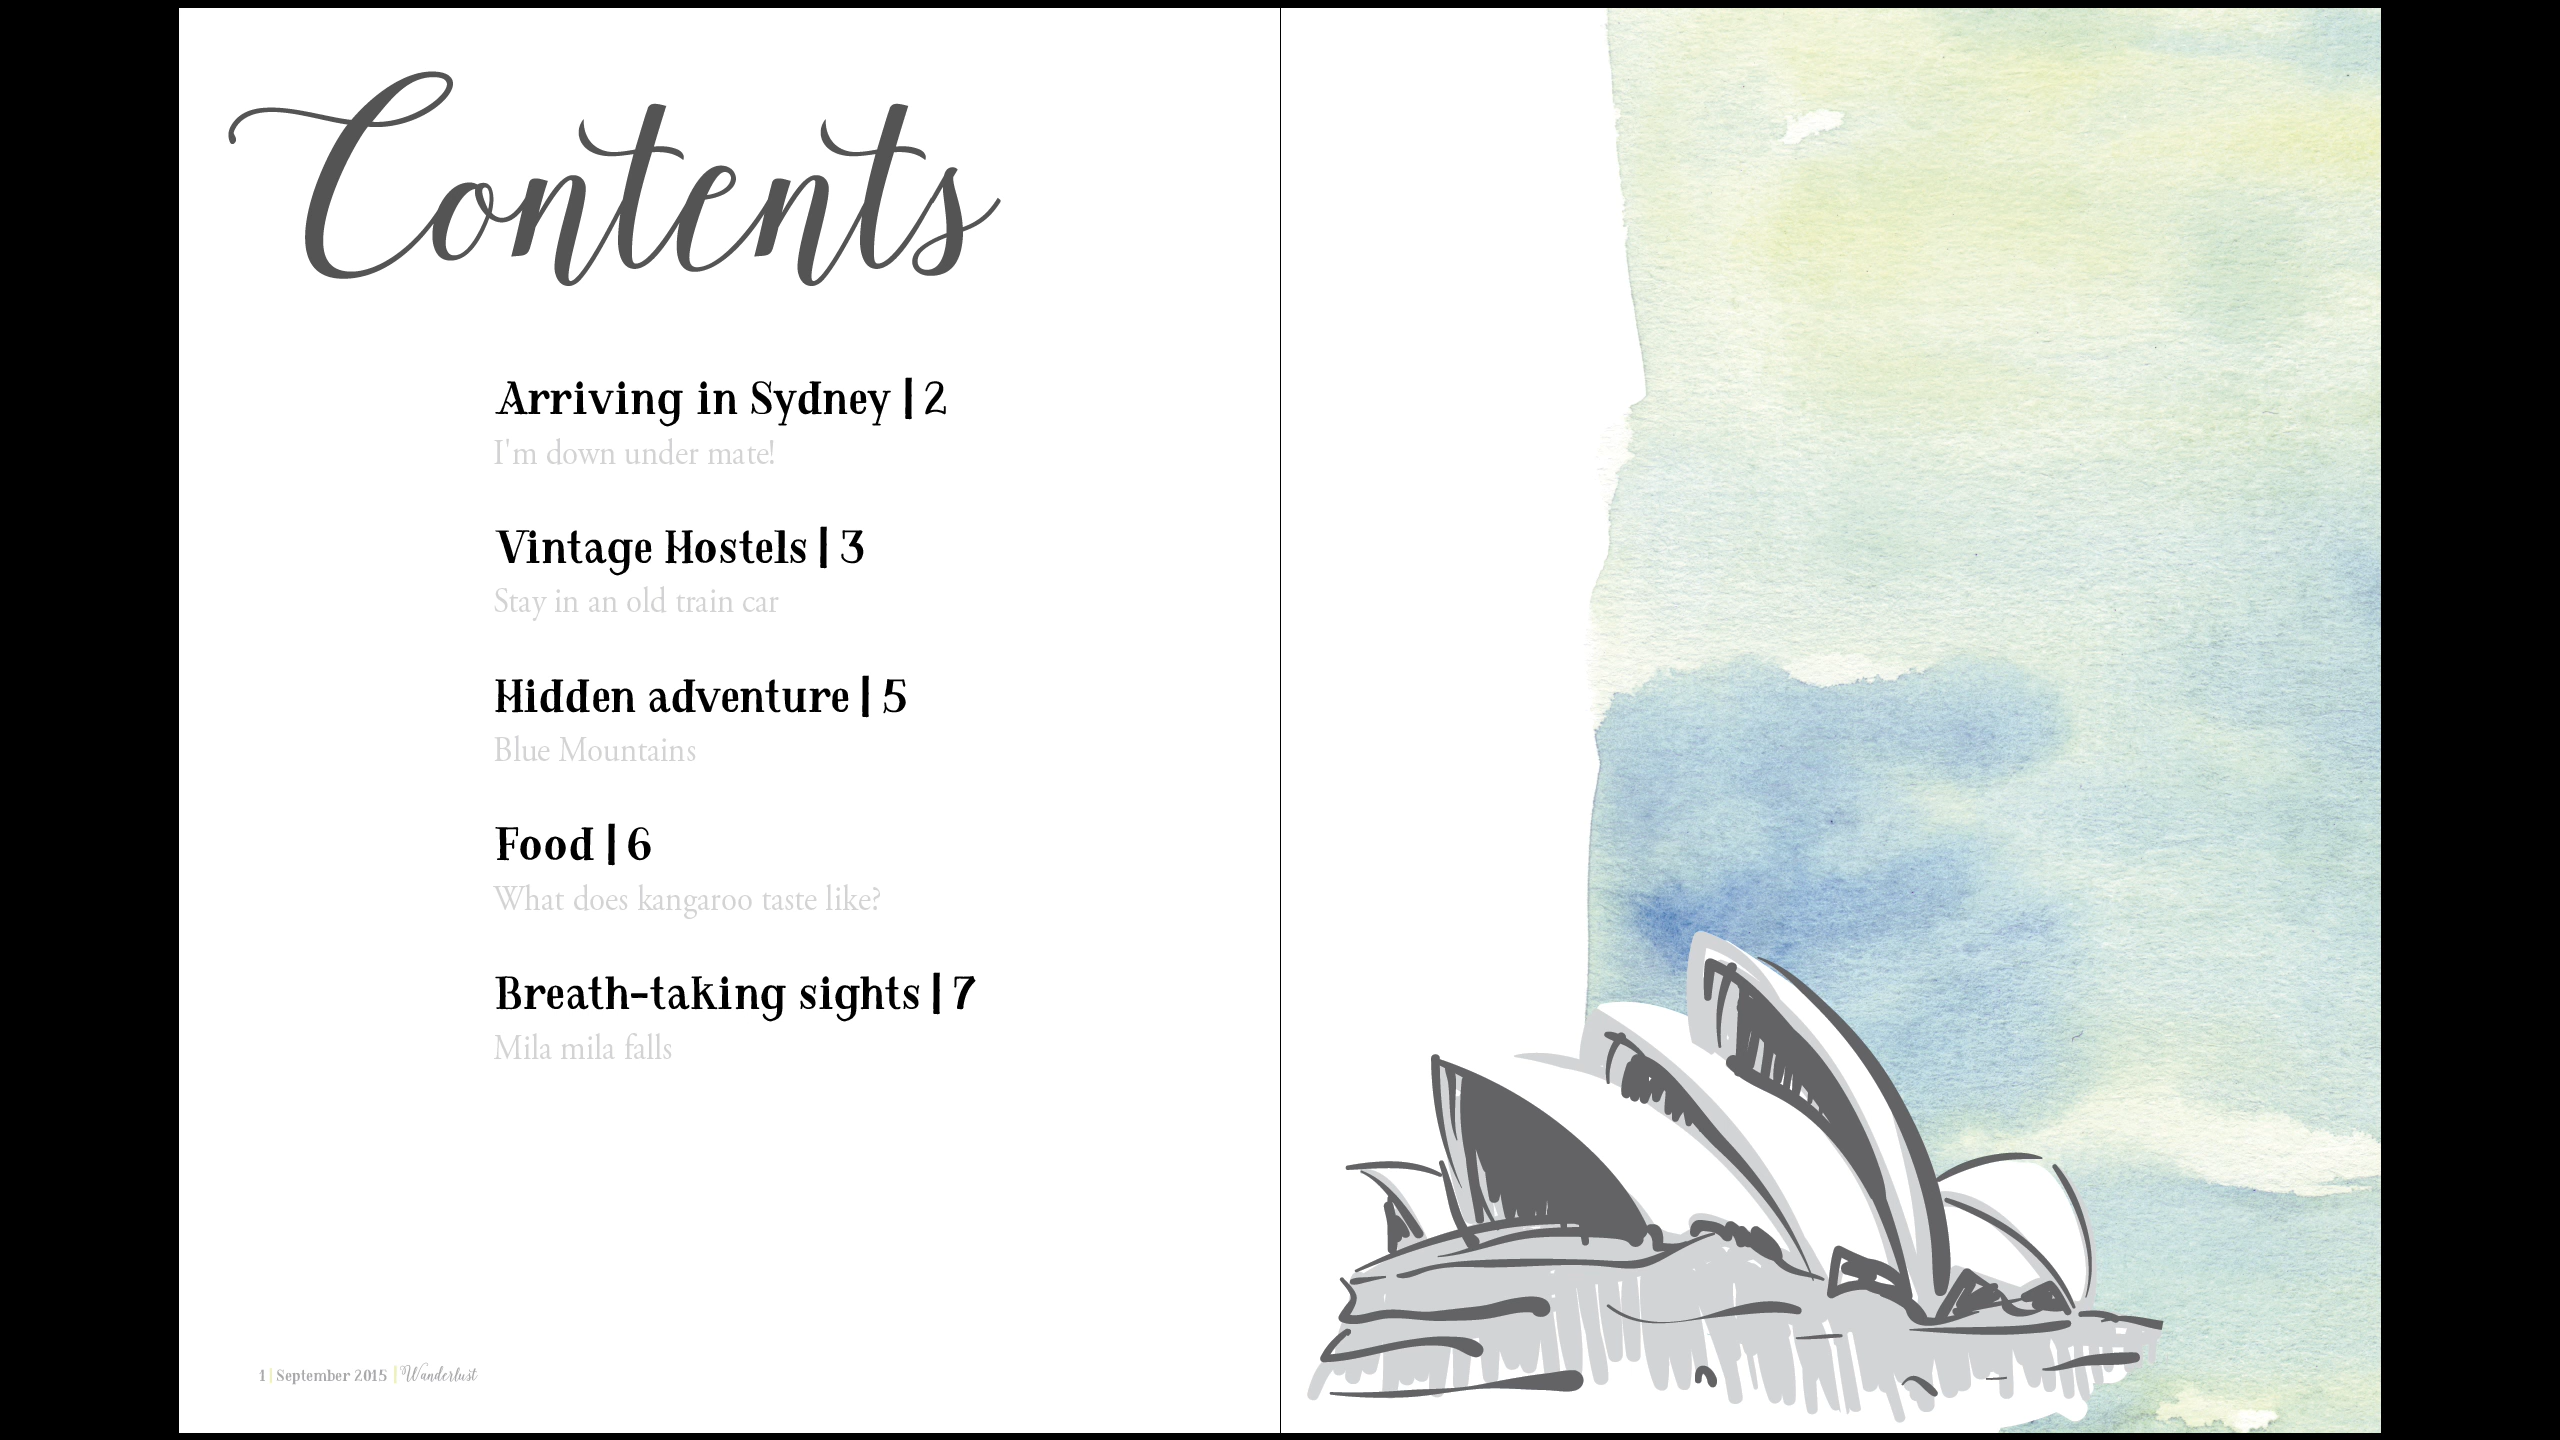 Contents
Arriving in Sydney | 2
I'm down under mate!
Vintage Hostels | 3
Stay in an old train car
Hidden adventure | 5
Blue Mountains
Food | 6
What does kangaroo taste like?
Breath-taking sights | 7
Mila mila falls
1 | September 2015 | Wanderlust